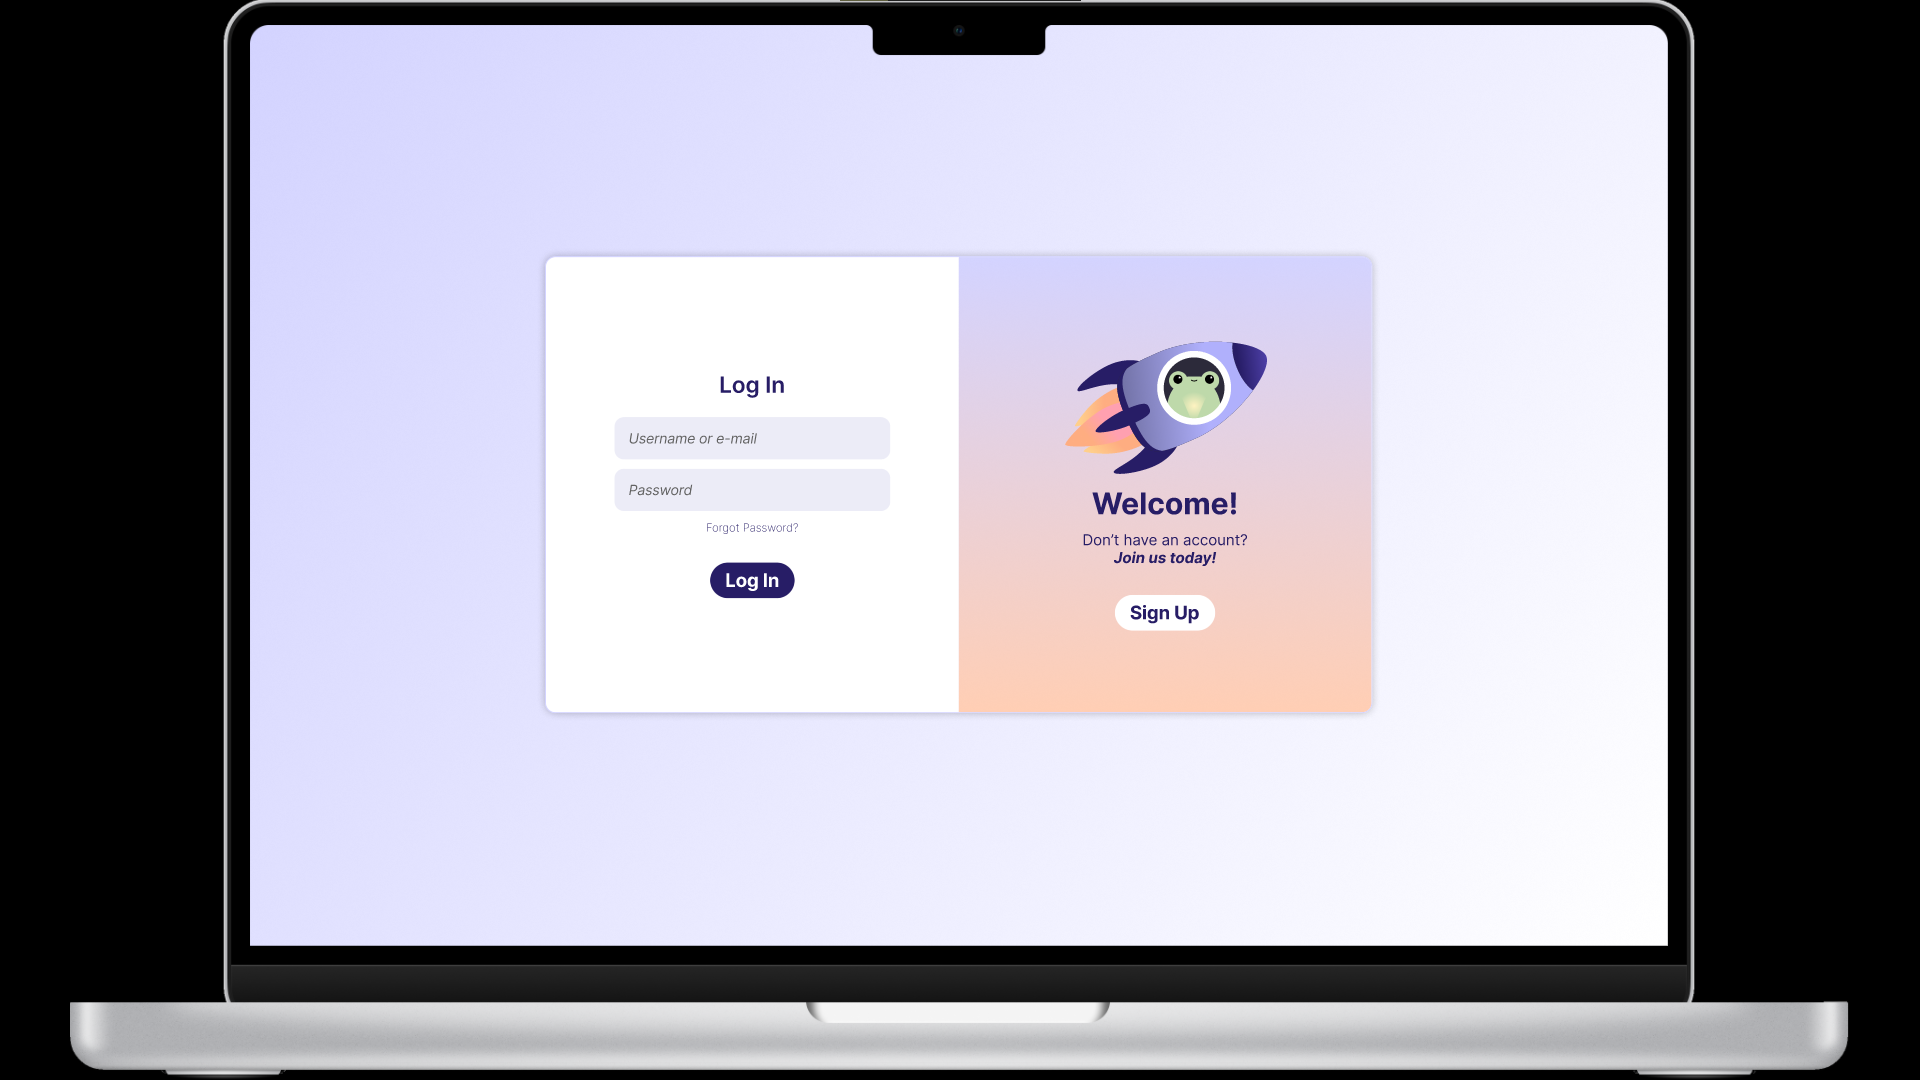 Log In
Username or e-mail
Password
Forgot Password?
Log In
Welcome!
Don’t have an account?
Join us today!
Sign Up